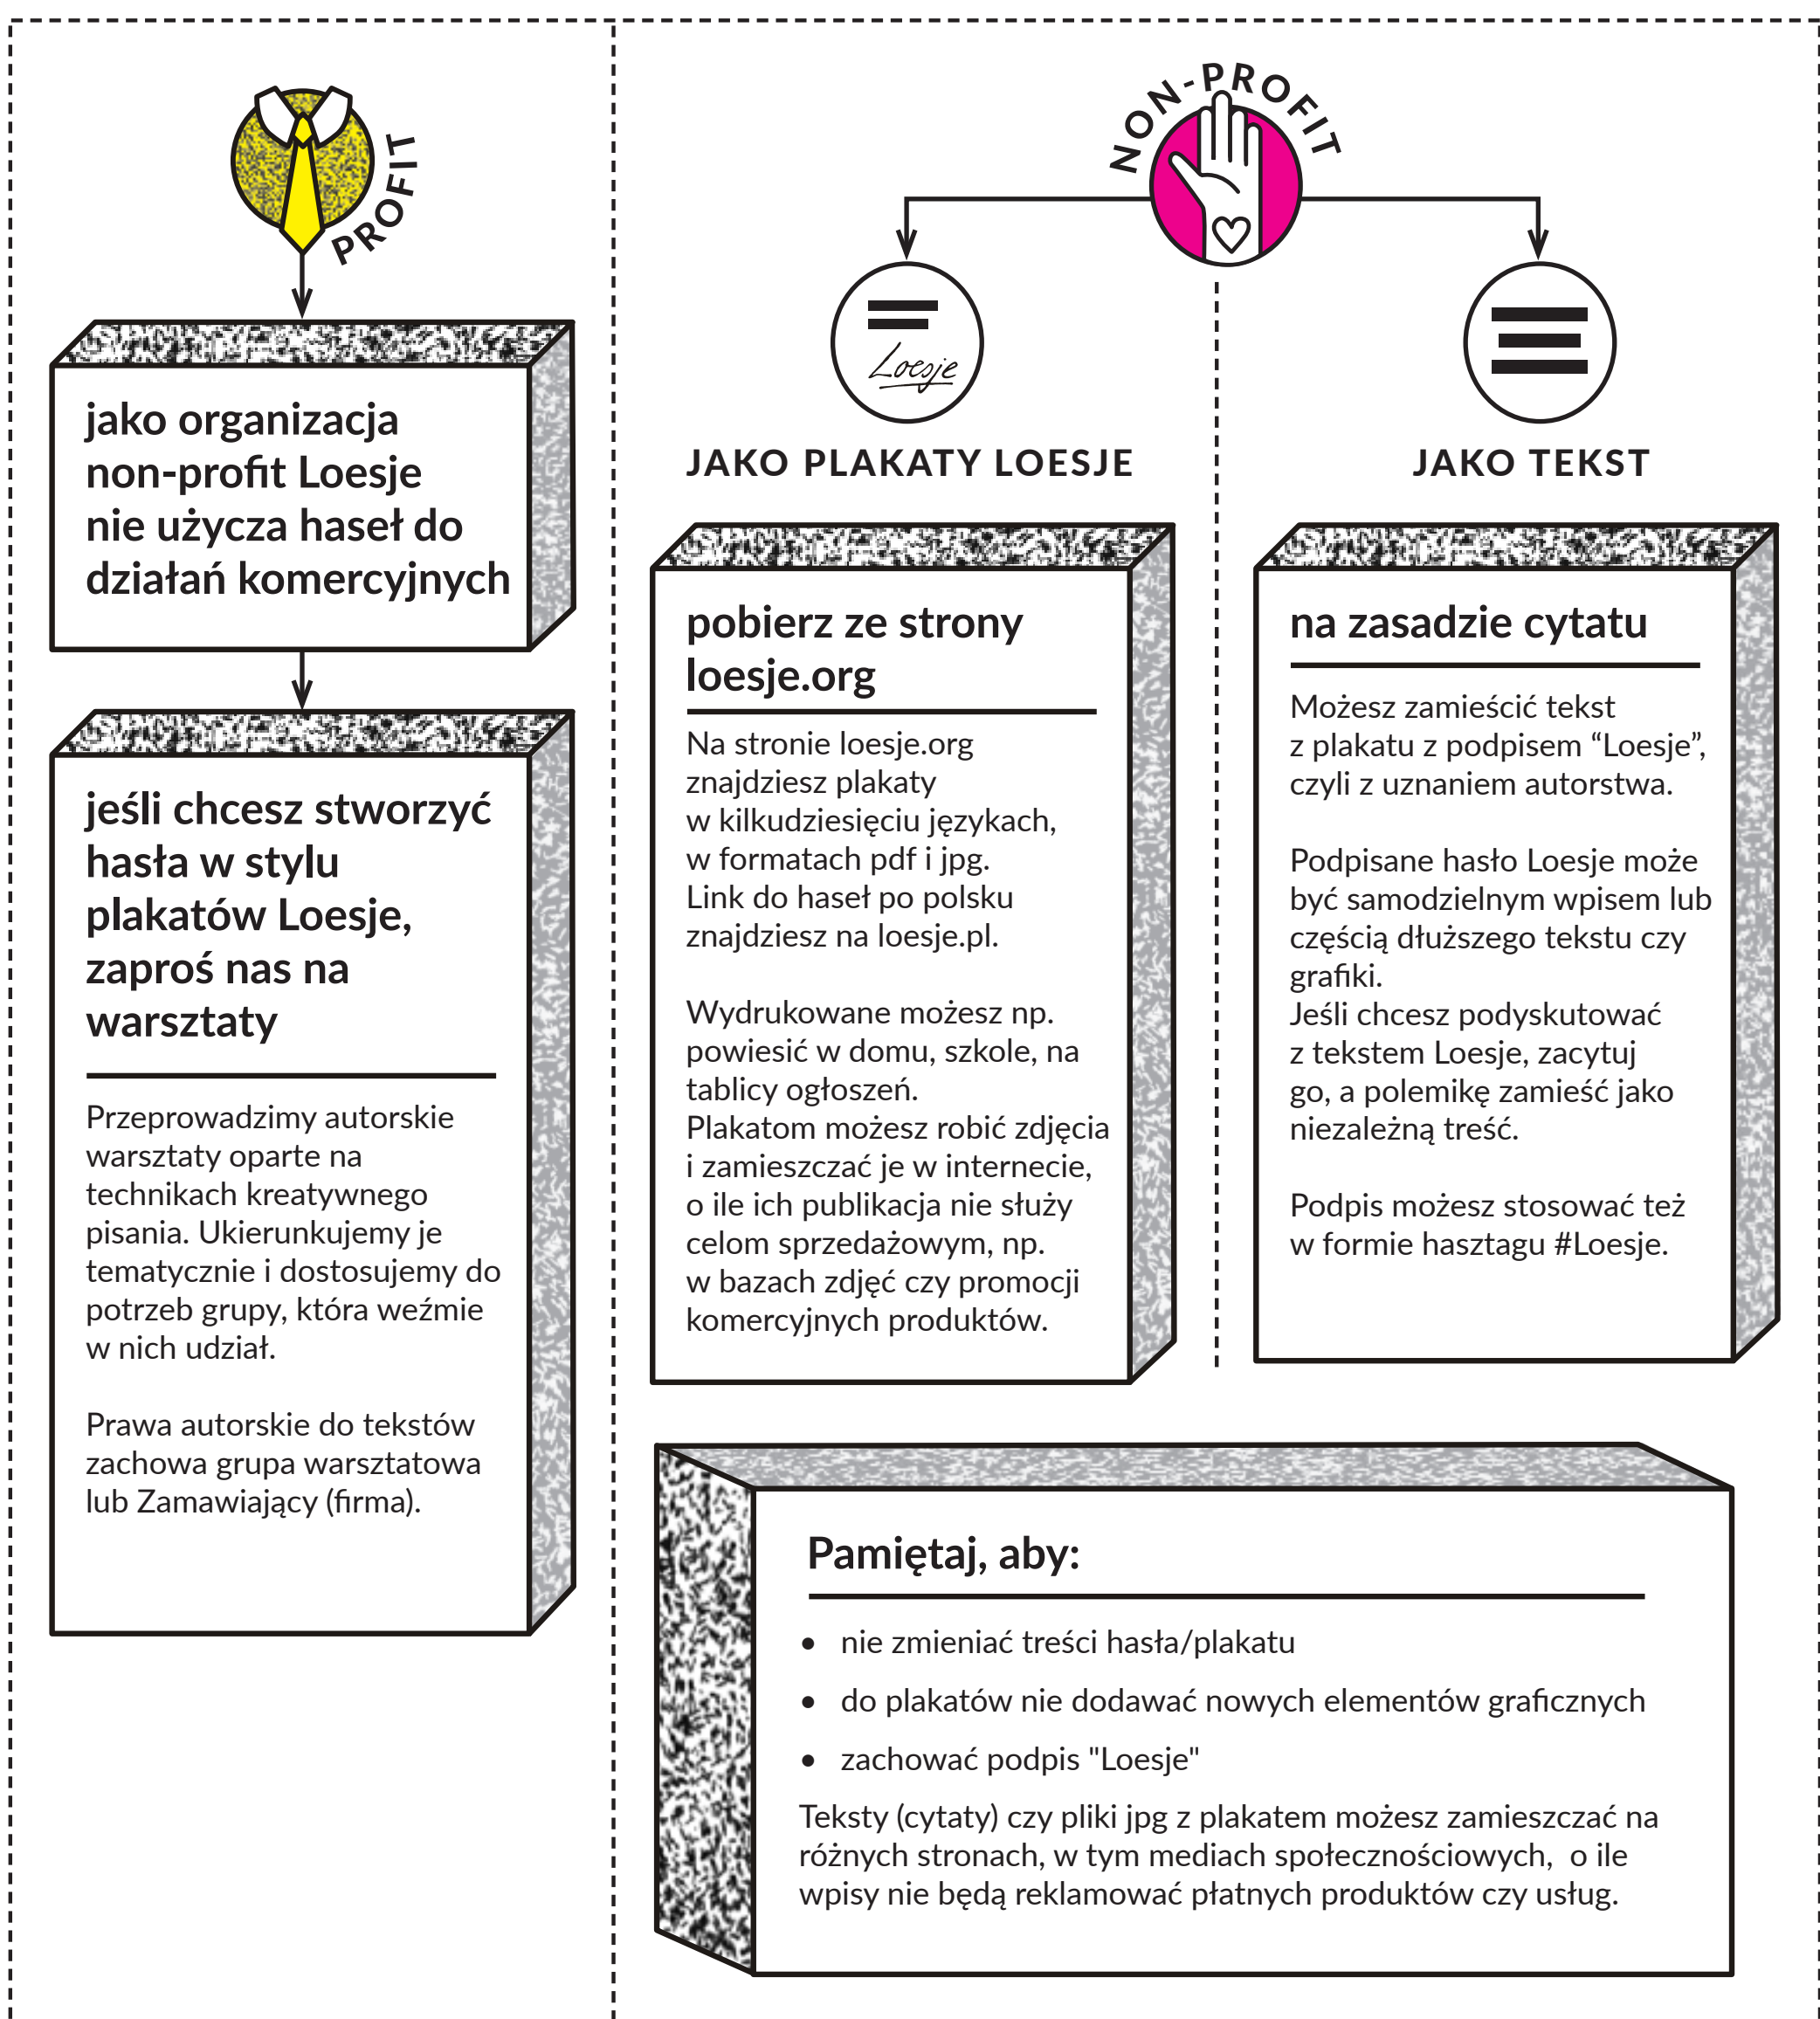 PROFIT
jako organizacja
non-profit Loesje
nie użycza haseł do
działań komercyjnych
jeśli chcesz stworzyć
hasła w stylu
plakatów Loesje,
zaproś nas na
warsztaty
Przeprowadzimy autorskie
warsztaty oparte na
technikach kreatywnego
pisania. Ukierunkujemy je
tematycznie i dostosujemy do
potrzeb grupy, która weźmie
w nich udział.
Prawa autorskie do tekstów
zachowa grupa warsztatowa
lub Zamawiający (firma).
NON-PROFIT
Loesje
JAKO PLAKATY LOESJE
pobierz ze strony
loesje.org
Na stronie loesje.org
znajdziesz plakaty
w kilkudziesięciu językach,
w formatach pdf i jpg.
Link do haseł po polsku
znajdziesz na loesje.pl.
Wydrukowane możesz np.
powiesić w domu, szkole, na
tablicy ogłoszeń.
Plakatom możesz robić zdjęcia
i zamieszczać je w internecie,
o ile ich publikacja nie służy
celom sprzedażowym, np.
w bazach zdjęć czy promocji
komercyjnych produktów.
JAKO TEKST
na zasadzie cytatu
Możesz zamieścić tekst
z plakatu z podpisem “Loesje”,
czyli z uznaniem autorstwa.
Podpisane hasło Loesje może
być samodzielnym wpisem lub
częścią dłuższego tekstu czy
grafiki.
Jeśli chcesz podyskutować
z tekstem Loesje, zacytuj
go, a polemikę zamieść jako
niezależną treść.
Podpis możesz stosować też
w formie hasztagu #Loesje.
Pamiętaj, aby:
• nie zmieniać treści hasła/plakatu
• do plakatów nie dodawać nowych elementów graficznych
• zachować podpis "Loesje"
Teksty (cytaty) czy pliki jpg z plakatem możesz zamieszczać na
różnych stronach, w tym mediach społecznościowych,  o ile
wpisy nie będą reklamować płatnych produktów czy usług.